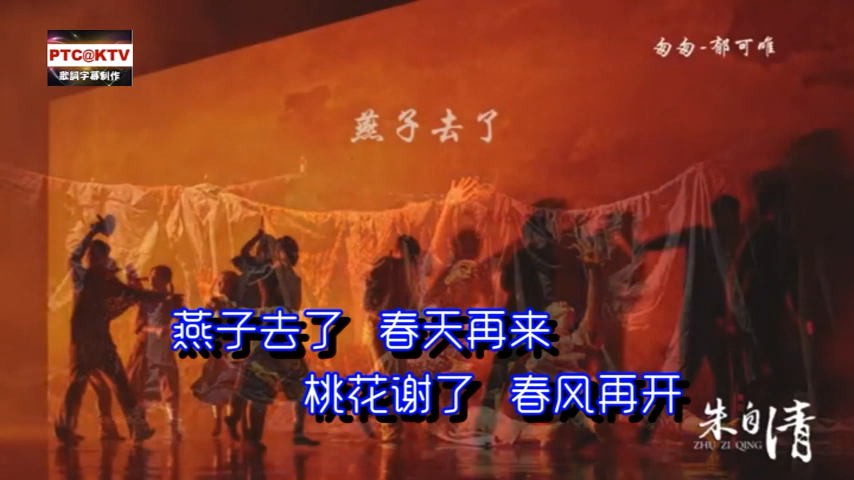 PTC@KTV
歌詞字幕制作
匆匆-郁可唯
燕子去了
燕子去了 春天再来
桃花谢了 春风再开
朱自清
ZHU ZI QING